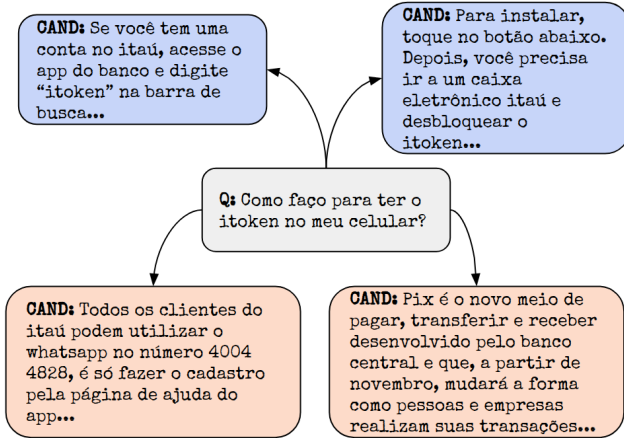 CAND: Se você tem uma
conta no itaú, acesse o
app do banco e digite
“itoken” na barra de
busca...
CAND: Para instalar,
toque no botão abaixo.
Depois, você precisa
ir a um caixa
eletrônico itaú e
desbloquear o
itoken...
Q: Como faço para ter o
itoken no meu celular?
CAND: Todos os clientes do
itaú podem utilizar o
whatsapp no número 4004
4828, é só fazer o cadastro
pela página de ajuda do
app...
CAND: Pix é o novo meio de
pagar, transferir e receber
desenvolvido pelo banco
central e que, a partir de
novembro, mudará a forma
como pessoas e empresas
realizam suas transações...